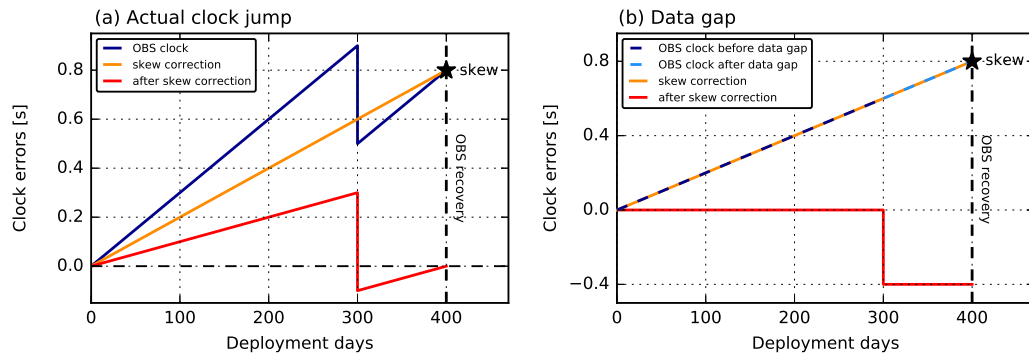 (a) Actual clock jump
OBS clock
skew correction
after skew correction
skew
OBS recovery
Clock errors [s]
0.8
0.6
0.4
0.2
0.0
0
100
200
300
400
Deployment days
(b) Data gap
OBS clock before data gap
OBS clock after data gap
skew correction
after skew correction
skew
OBS recovery
Clock errors [s]
0.8
0.4
0.0
−0.4
0
100
200
300
400
Deployment days